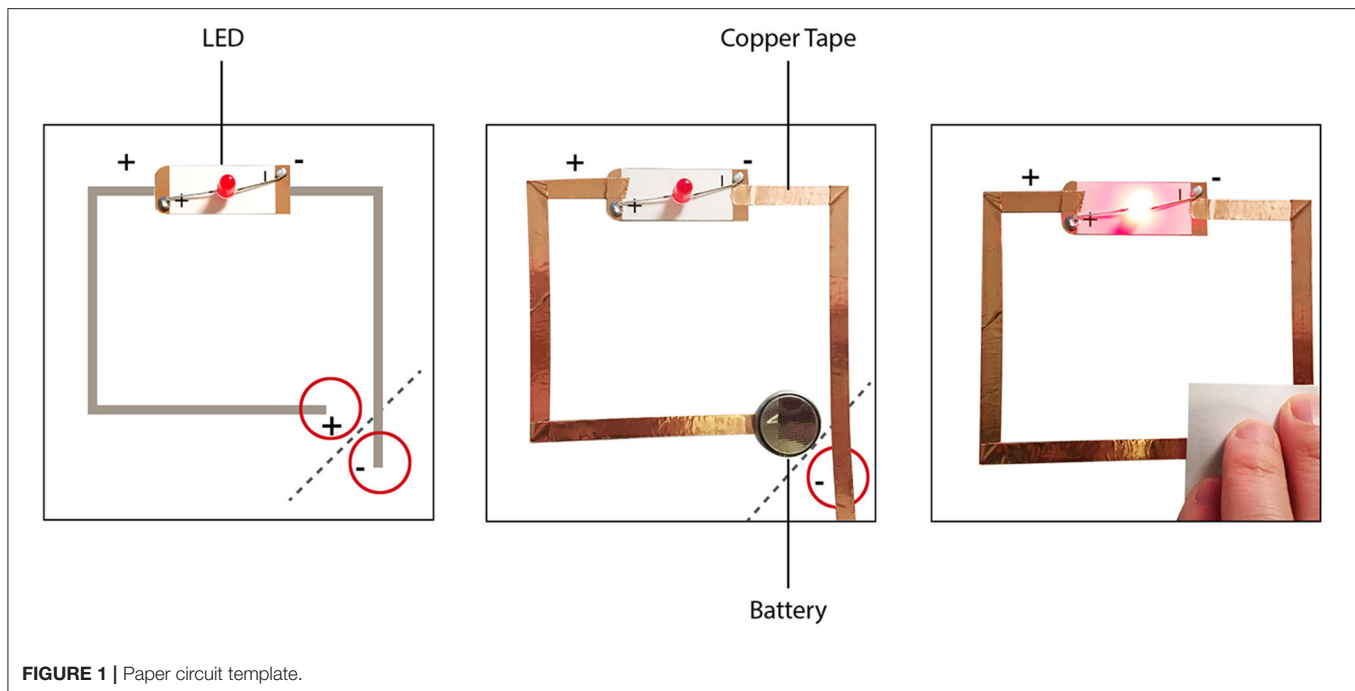 LED
Copper Tape
+ -
+ -
+ -
+ -
+ -
+ -
+
-
-
Battery
FIGURE 1 | Paper circuit template.